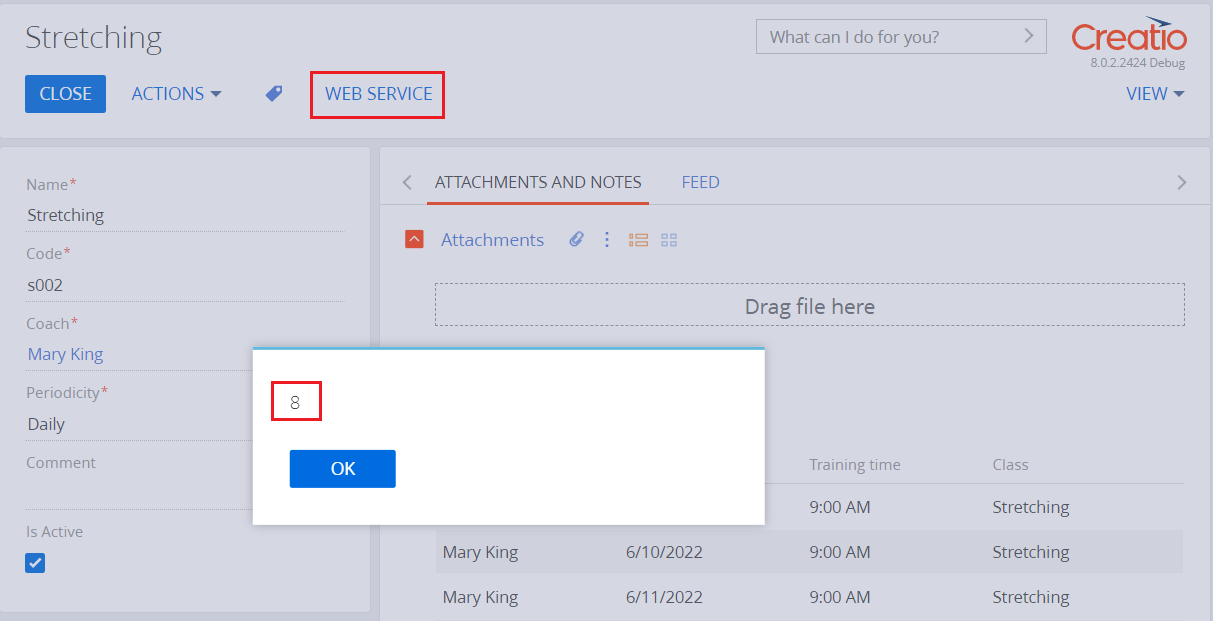 Stretching
What can I do for you?
Creatio
8.0.2.2424 Debug
CLOSE
ACTIONS
WEB SERVICE
VIEW
Name*
Stretching
Code*
s002
Coach*
Mary King
Periodicity*
Daily
Comment
Is Active
ATTACHMENTS AND NOTES
FEED
Attachments
Drag file here
8
OK
Training time Class
9:00 AM Stretching
Mary King 6/10/2022 9:00 AM Stretching
Mary King 6/11/2022 9:00 AM Stretching